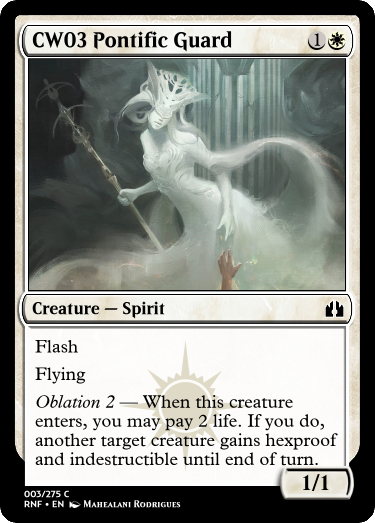 CW03 Pontific Guard 1
Creature — Spirit
Flash
Flying
Oblation 2 — When this creature
enters, you may pay 2 life. If you do,
another target creature gains hexproof
and indestructible until end of turn.
1/1
003/275 C
RNF • EN Mahealani Rodrigues